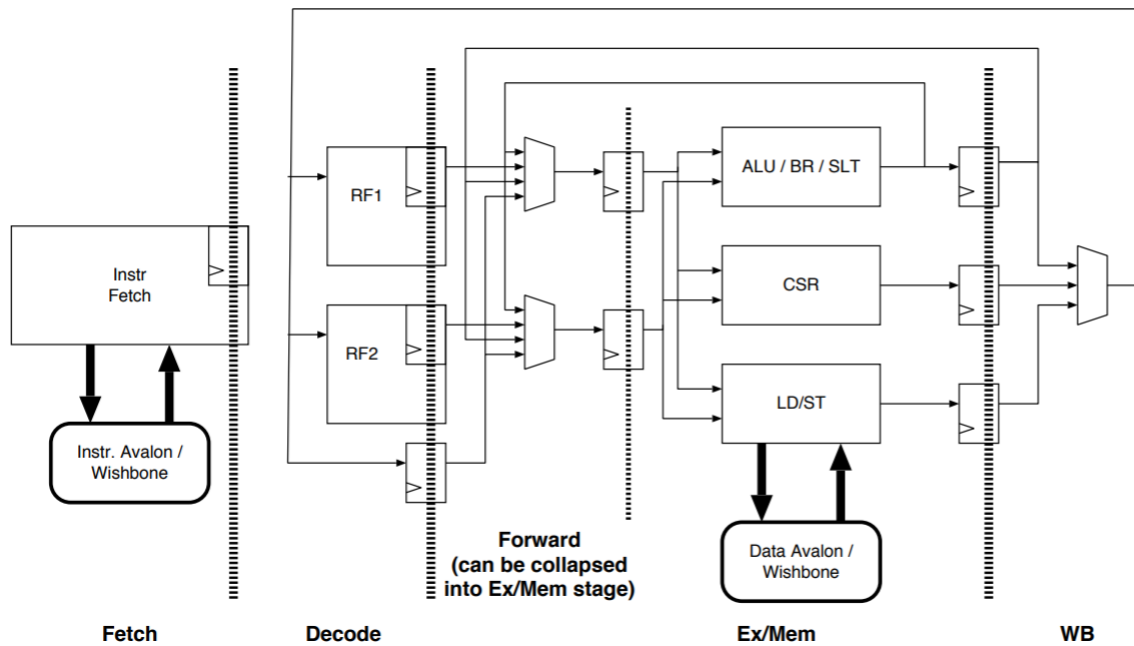 Instr
Fetch
Instr. Avalon /
Wishbone
RF1
RF2
Forward
(can be collapsed
into Ex/Mem stage)
ALU / BR / SLT
CSR
LD/ST
Data Avalon /
Wishbone
Fetch
Decode
Ex/Mem
WB